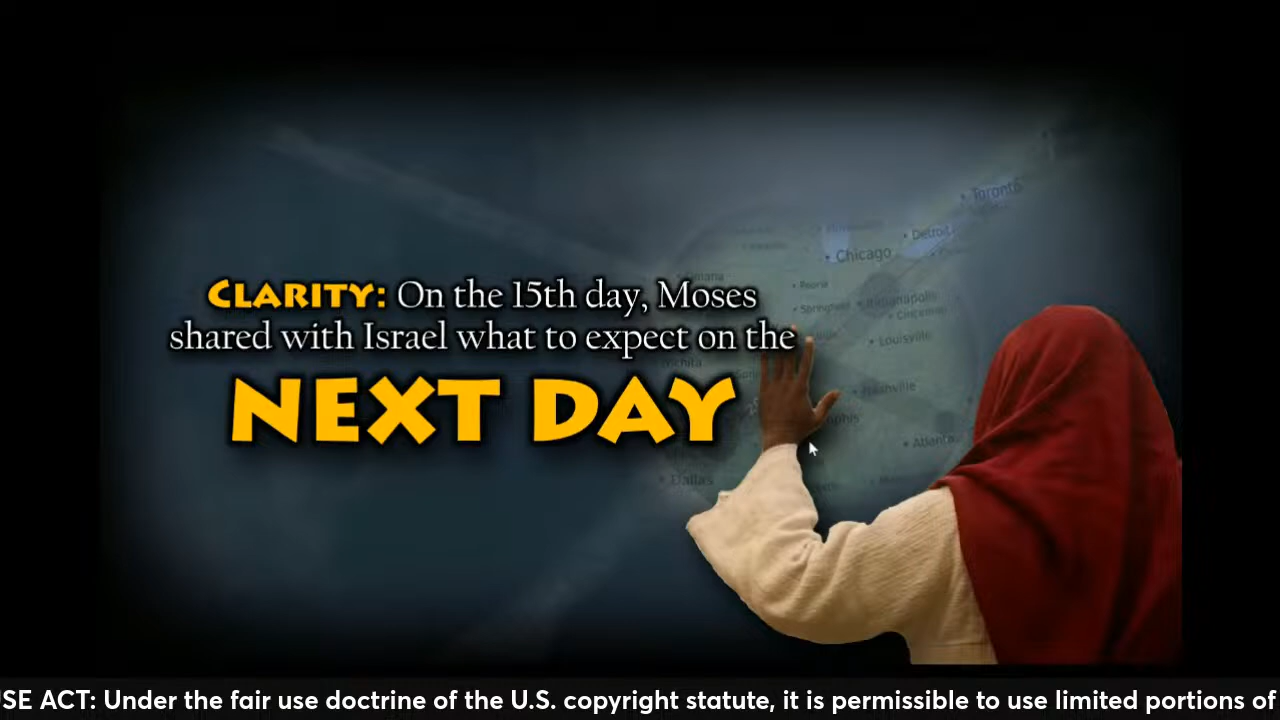 Toronto
Detroit
Chicago
Peoria
Springfield
Indianapolis
Cincinnati
Louisville
CLARITY: On the 15th day, Moses
shared with Israel what to expect on the
NEXT DAY
Nashville
Atlanta
Dallas
SE ACT: Under the fair use doctrine of the U.S. copyright statute, it is permissible to use limited portions of